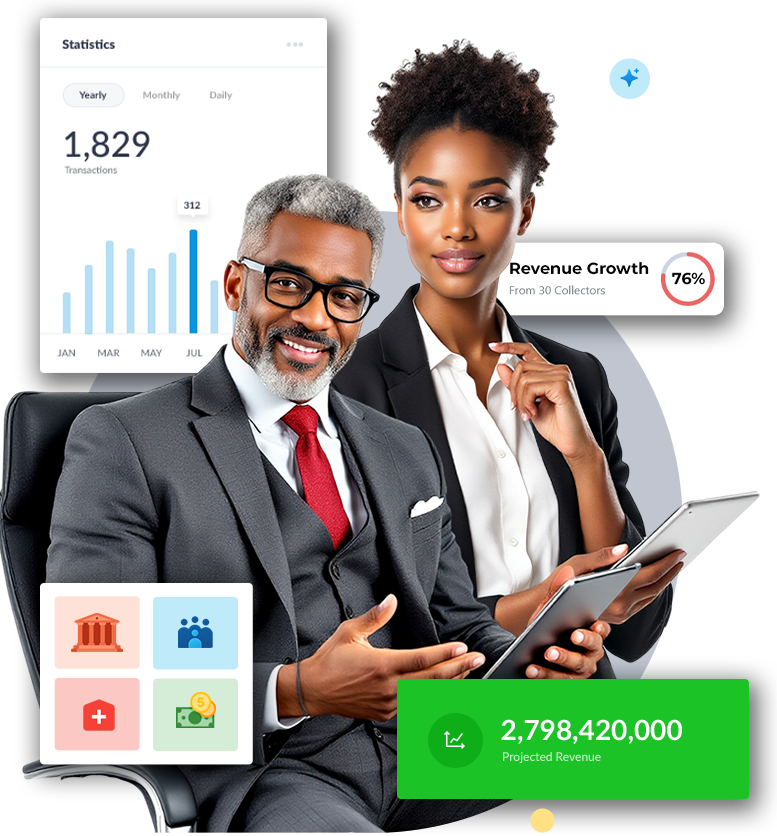 Statistics
Yearly Monthly Daily
1,829
Transactions
312
JAN MAR MAY JUL
Revenue Growth
From 30 Collectors
76%
5
2,798,420,000
Projected Revenue